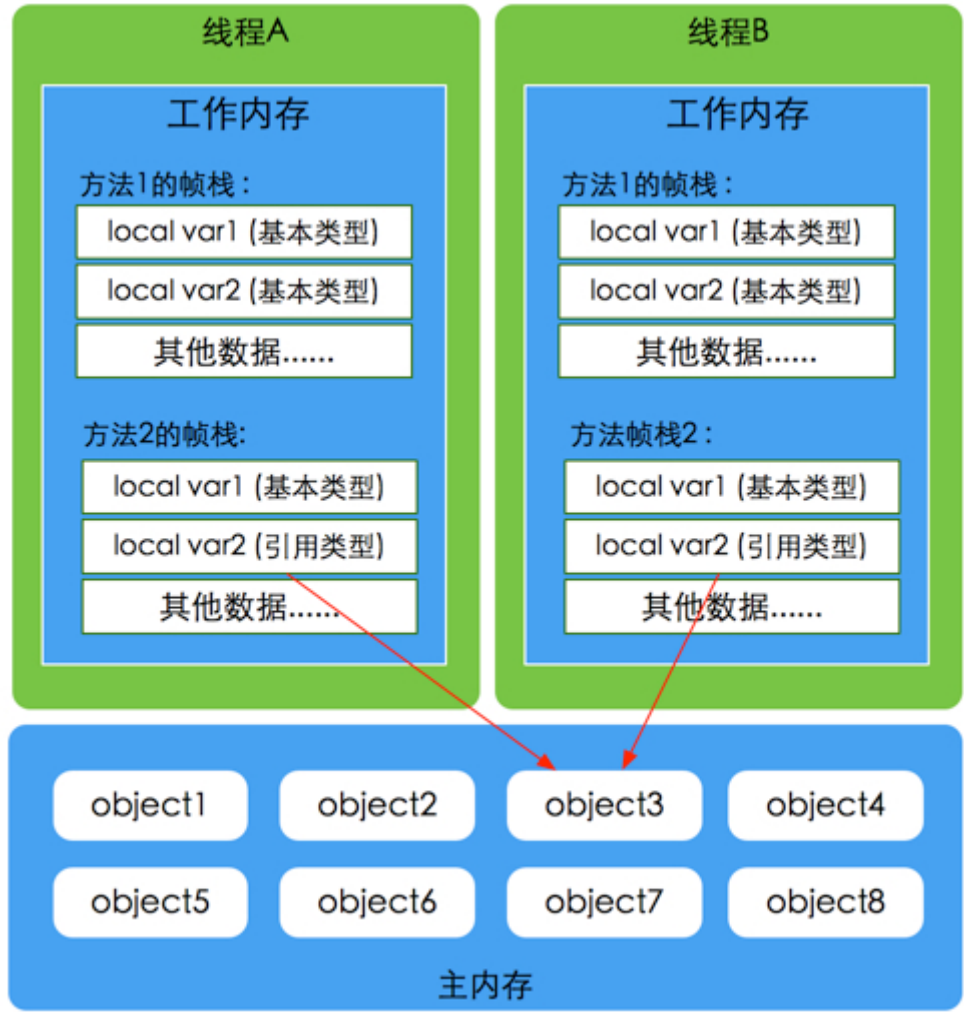 线程A
工作内存
方法1的帧栈 :
local var1 (基本类型)
local var2 (基本类型)
其他数据......
方法2的帧栈:
local var1 (基本类型)
local var2 (引用类型)
其他数据......
线程B
工作内存
方法1的帧栈 :
local var1 (基本类型)
local var2 (基本类型)
其他数据......
方法帧栈2 :
local var1 (基本类型)
local var2 (引用类型)
其他数据......
object1 object2 object3 object4
object5 object6 object7 object8
主内存